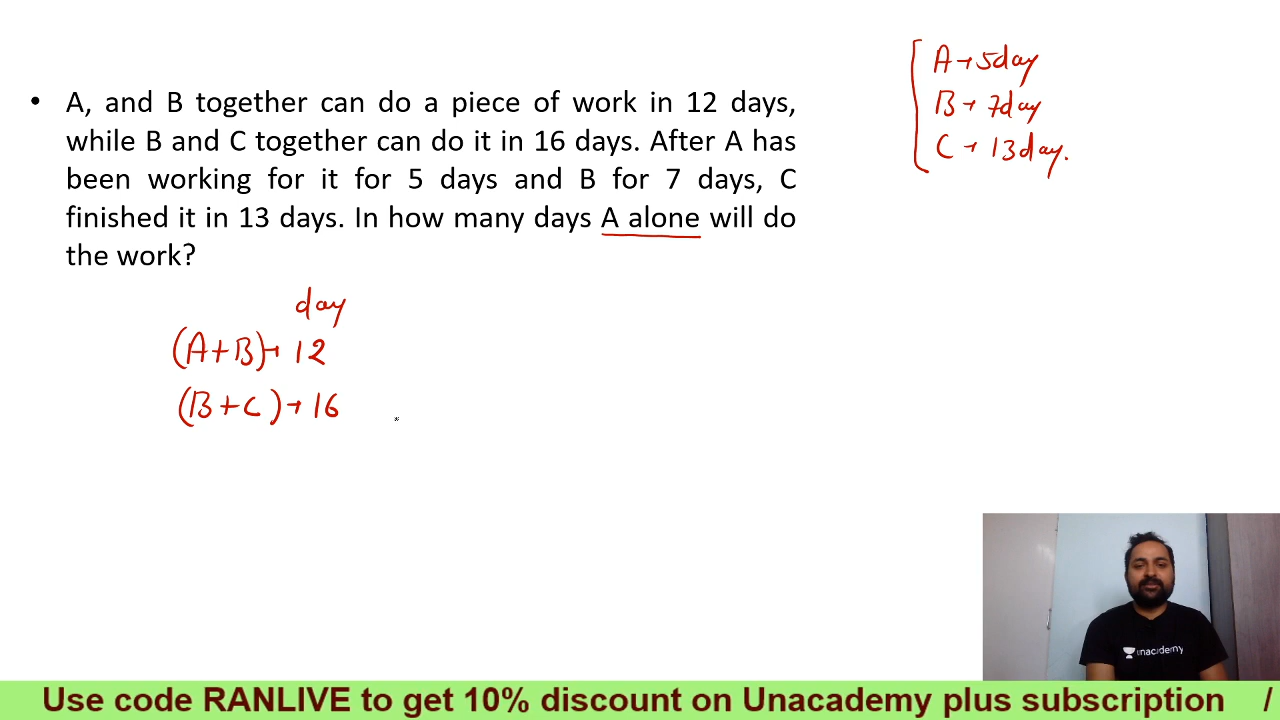 • A, and B together can do a piece of work in 12 days,
while B and C together can do it in 16 days. After A has
been working for it for 5 days and B for 7 days, C
finished it in 13 days. In how many days A alone will do
the work?
A → 5day
B → 7day
C → 13day.
day
(A+B) → 12
(B+C) → 16
unacademy
Use code RANLIVE to get 10% discount on Unacademy plus subscription /